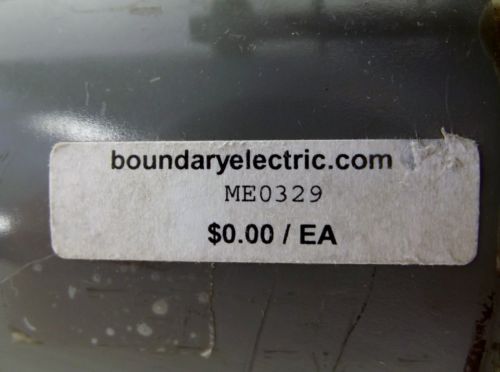 boundaryelectric.com
ME0329
$0.00 / EA